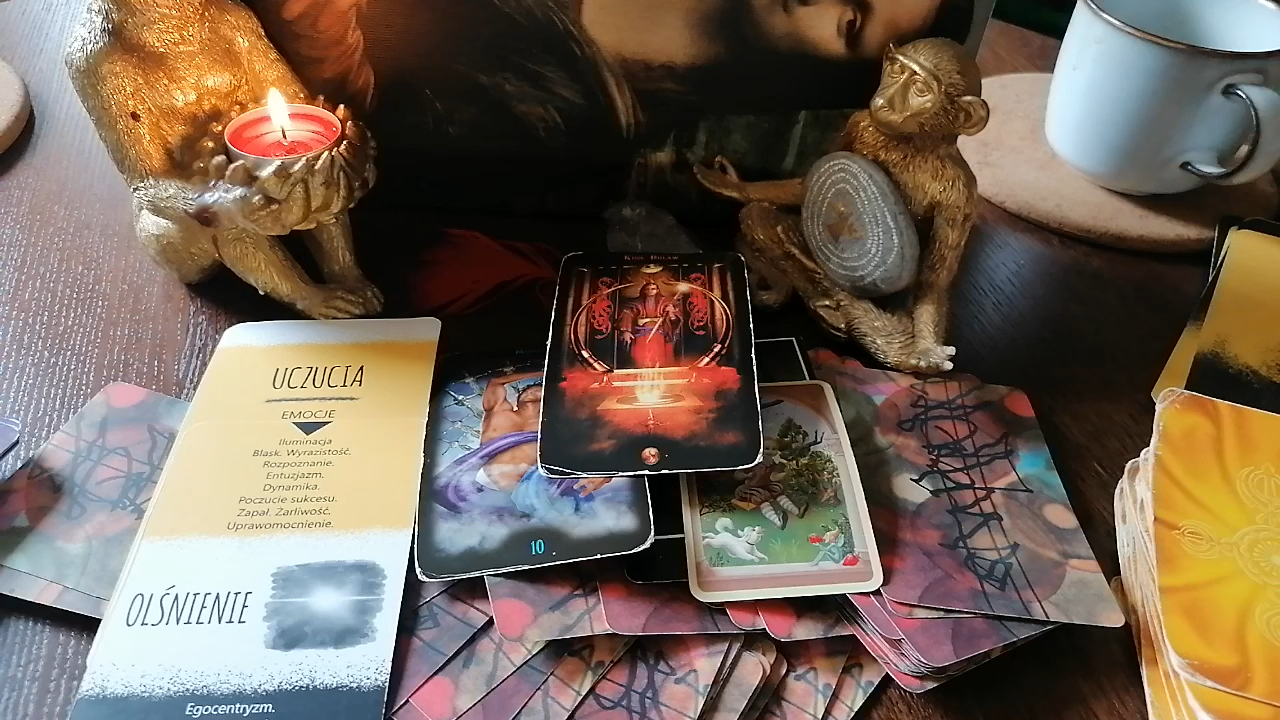 UCZUCIA
EMOCJE
Iluminacja
Blask. Wyrazistość.
Rozpoznanie.
Entuzjazm.
Dynamika.
Poczucie sukcesu.
Zapał. Żarliwość.
Uprawomocnienie.
OLŚNIENIE
Egocentryzm.
10